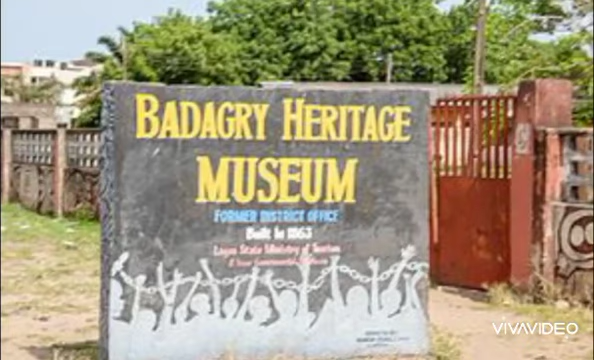 BADAGRY HERITAGE
MUSEUM
FORMER DISTRICT OFFICE
Built In 1863
Lagos State Ministry of Tourism
VIVAVIDEO